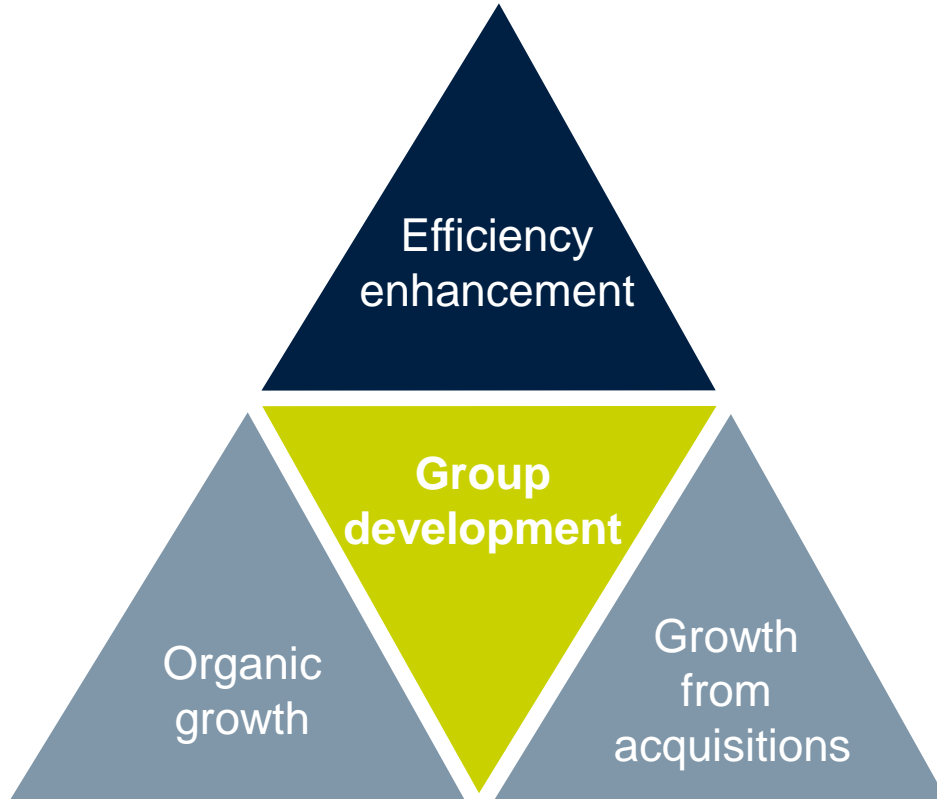 Efficiency
enhancement
Group
development
Organic
growth
Growth
from
acquisitions